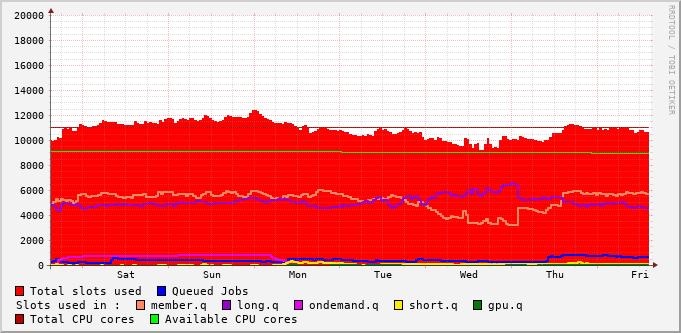 RRDTOOL / TOBI OETIKER
20000
18000
16000
14000
12000
10000
8000
6000
4000
2000
0
Sat Sun Mon Tue Wed Thu Fri
Total slots used Queued Jobs
Slots used in : member.q long.q ondemand.q short.q gpu.q
Total CPU cores Available CPU cores